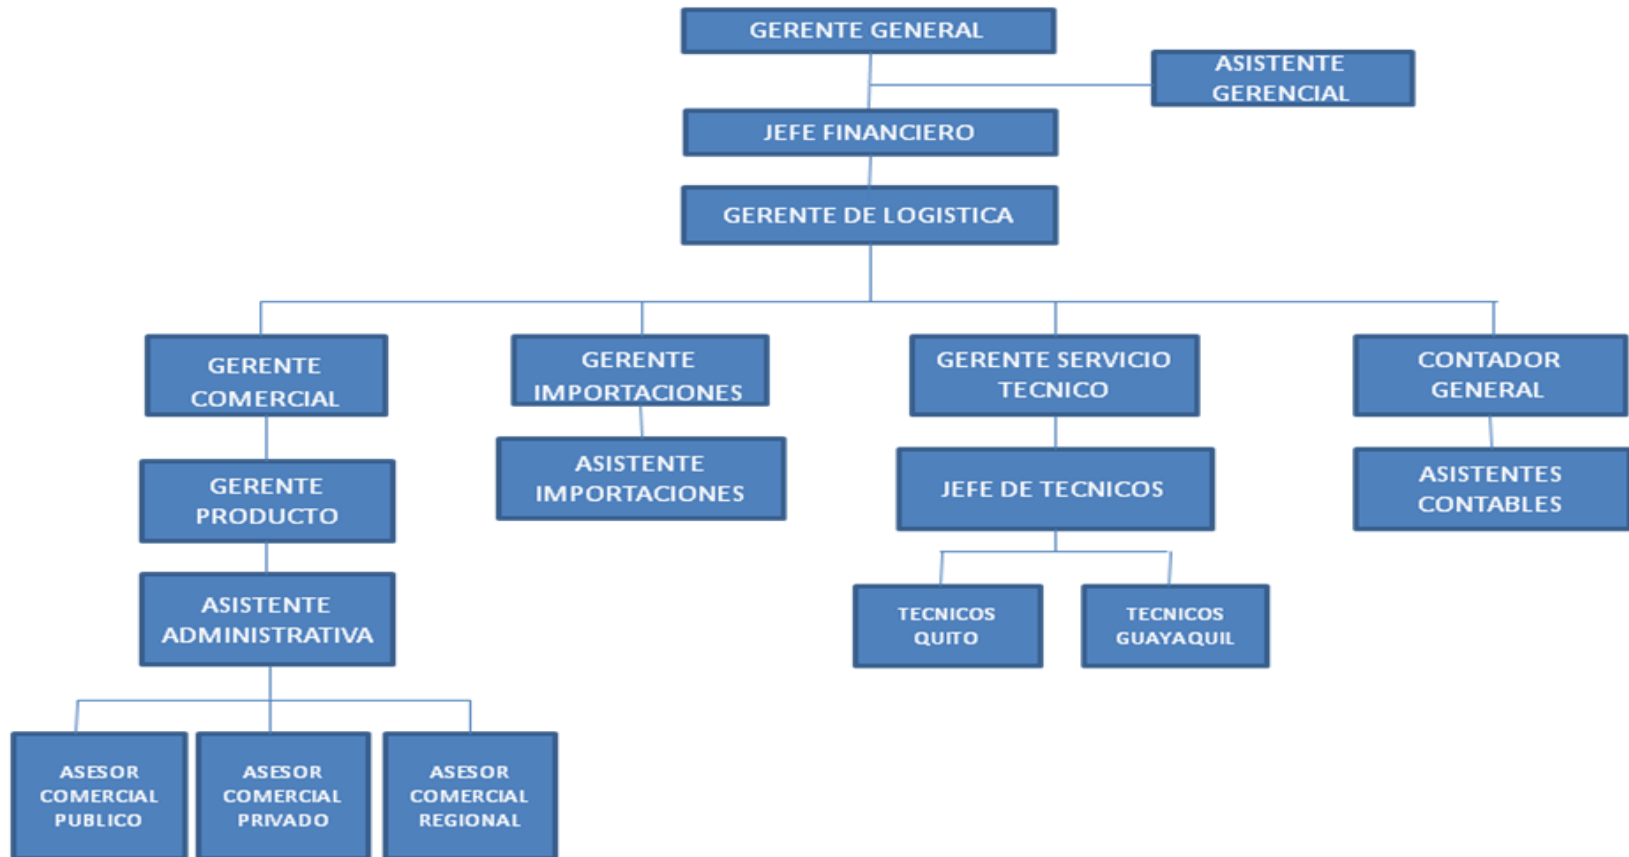 GERENTE GENERAL
ASISTENTE
GERENCIAL
JEFE FINANCIERO
GERENTE DE LOGISTICA
GERENTE
COMERCIAL
GERENTE
IMPORTACIONES
GERENTE SERVICIO
TECNICO
CONTADOR
GENERAL
GERENTE
PRODUCTO
ASISTENTE
IMPORTACIONES
JEFE DE TECNICOS
ASISTENTES
CONTABLES
ASISTENTE
ADMINISTRATIVA
TECNICOS
QUITO
TECNICOS
GUAYAQUIL
ASESOR
COMERCIAL
PUBLICO
ASESOR
COMERCIAL
PRIVADO
ASESOR
COMERCIAL
REGIONAL